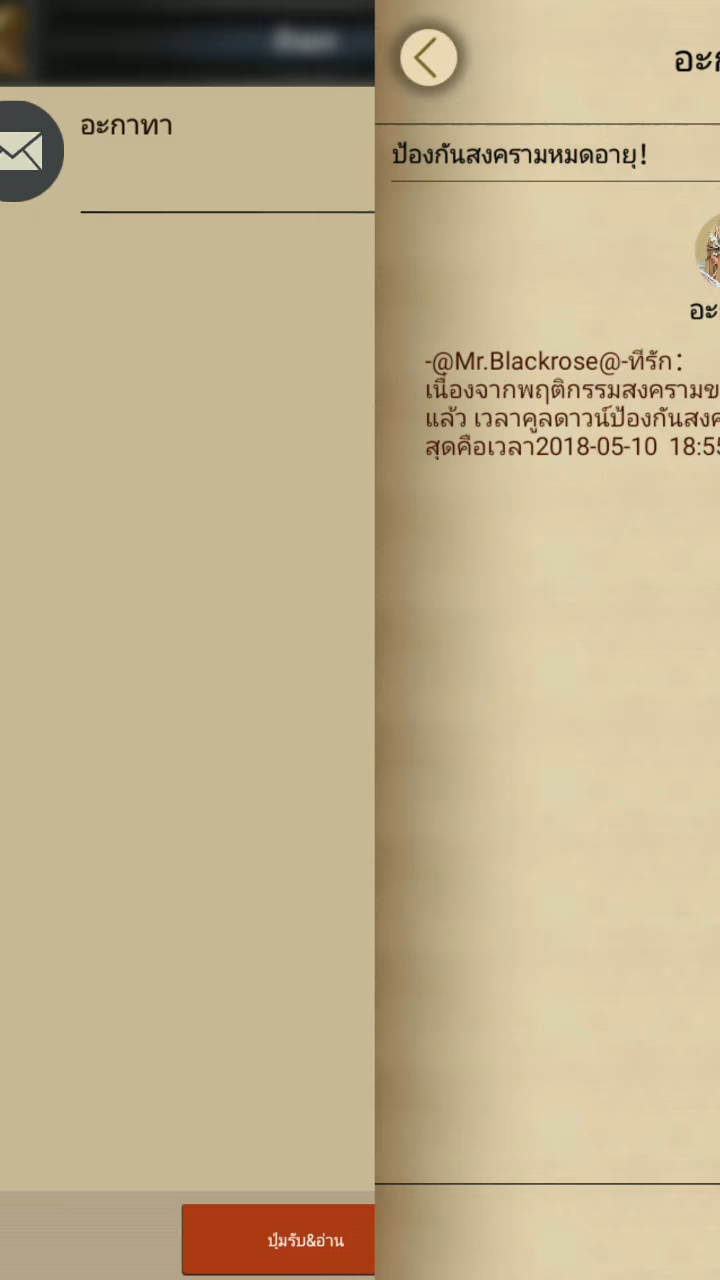 อะกาทา
ปุ่มรับ&อ่าน
ป้องกันสงครามหมดอายุ!
-@Mr.Blackrose@-ที่รัก:
เนื่องจากพฤติกรรมสงคราม
แล้ว เวลาคูลดาวน์ป้องกัน
สุดคือเวลา2018-05-10 18:55